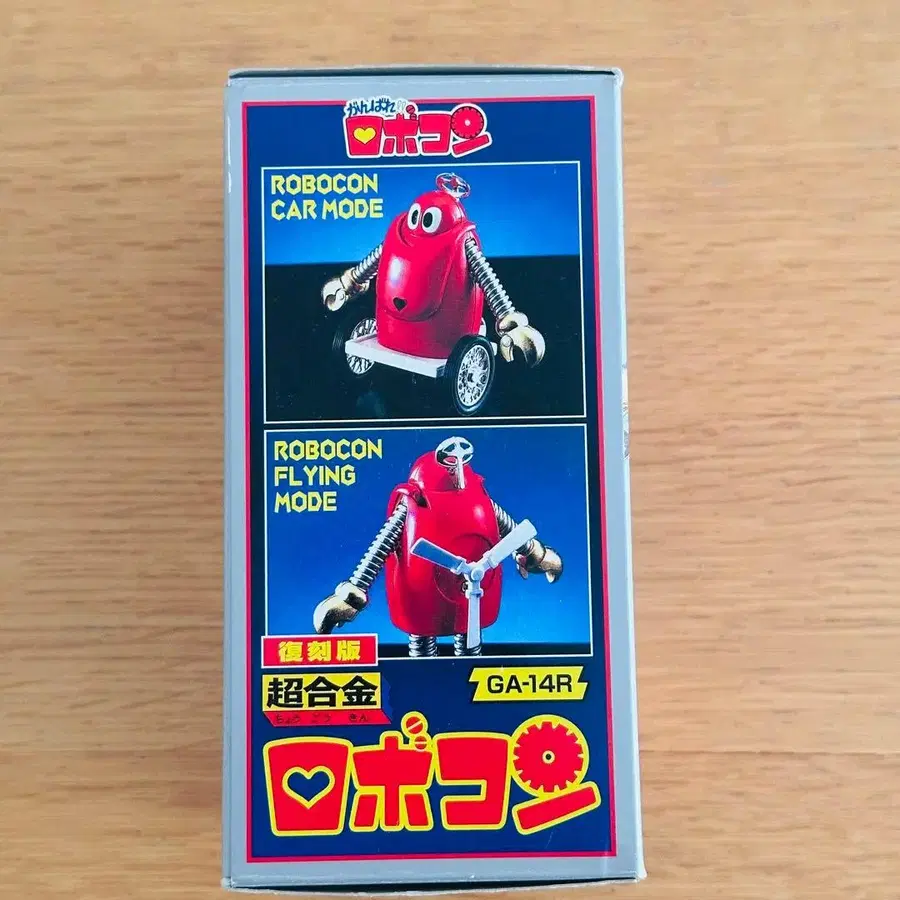 がんばれ!!
ロボコン
ROBOCON
CAR MODE
ROBOCON
FLYING
MODE
復刻版
超合金
ちょう ごう きん
GA-14R
ロボコン